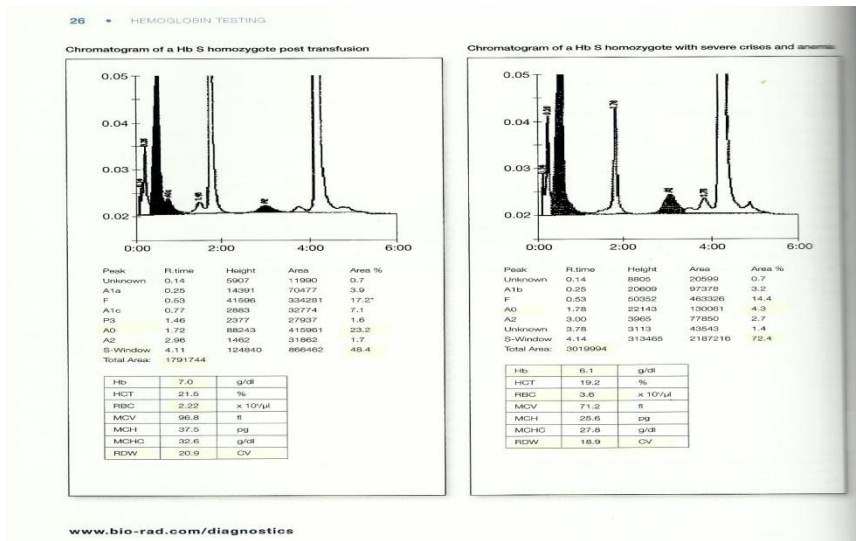 26 • HEMOGLOBIN TESTING
Chromatogram of a Hb S homozygote post transfusion
0.05
0.04
0.03
0.02
0:00 2:00 4:00 6:00
Peak R.time Height Area Area %
Unknown 0.14 5907 11990 0.7
A1a 0.25 14391 70477 3.9
F 0.53 41596 334281 17.2*
A1c 0.77 2883 32774 7.1
P3 1.46 2377 27937 1.6
A0 1.72 88243 415961 23.2
A2 2.96 1462 31862 1.7
S-Window 4.11 124840 866462 48.4
Total Area: 1791744
Hb 7.0 g/dl
HCT 21.5 %
RBC 2.22 x 10⁶/µl
MCV 96.8 fl
MCH 37.5 pg
MCHC 32.6 g/dl
RDW 20.9 CV
Chromatogram of a Hb S homozygote with severe crises and anemia
0.05
0.04
0.03
0.02
0:00 2:00 4:00 6:00
Peak R.time Height Area Area %
Unknown 0.14 8805 20599 0.7
A1b 0.25 20609 97378 3.2
F 0.53 50352 463326 14.4
A0 1.78 22143 130081 4.3
A2 3.00 3965 77850 2.7
Unknown 3.78 3113 43543 1.4
S-Window 4.14 313465 2187216 72.4
Total Area: 3019994
Hb 6.1 g/dl
HCT 19.2 %
RBC 3.6 x 10⁶/µl
MCV 71.2 fl
MCH 25.6 pg
MCHC 27.8 g/dl
RDW 18.9 CV
www.bio-rad.com/diagnostics